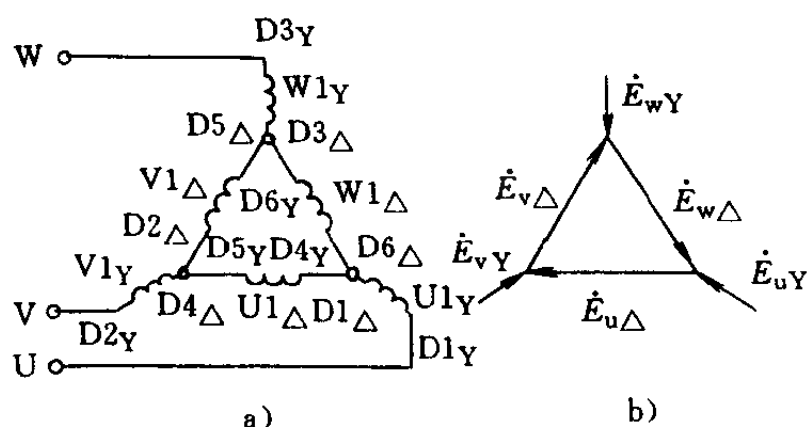 D3Y
W
W1Y
ĖwY
D5△ D3△
V1△ D6Y W1△
Ėv△ Ėw△
D2△ D5Y D4Y D6△
V1Y
ĖvY ĖuY
V D4△ U1△ D1△ U1Y
Ėu△
D2Y
U D1Y
a) b)